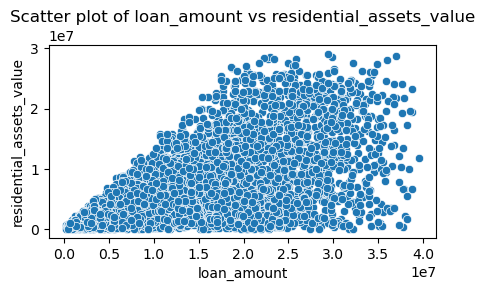 Scatter plot of loan_amount vs residential_assets_value
1e7
3
2
1
0
residential_assets_value
0.0 0.5 1.0 1.5 2.0 2.5 3.0 3.5 4.0
1e7
loan_amount